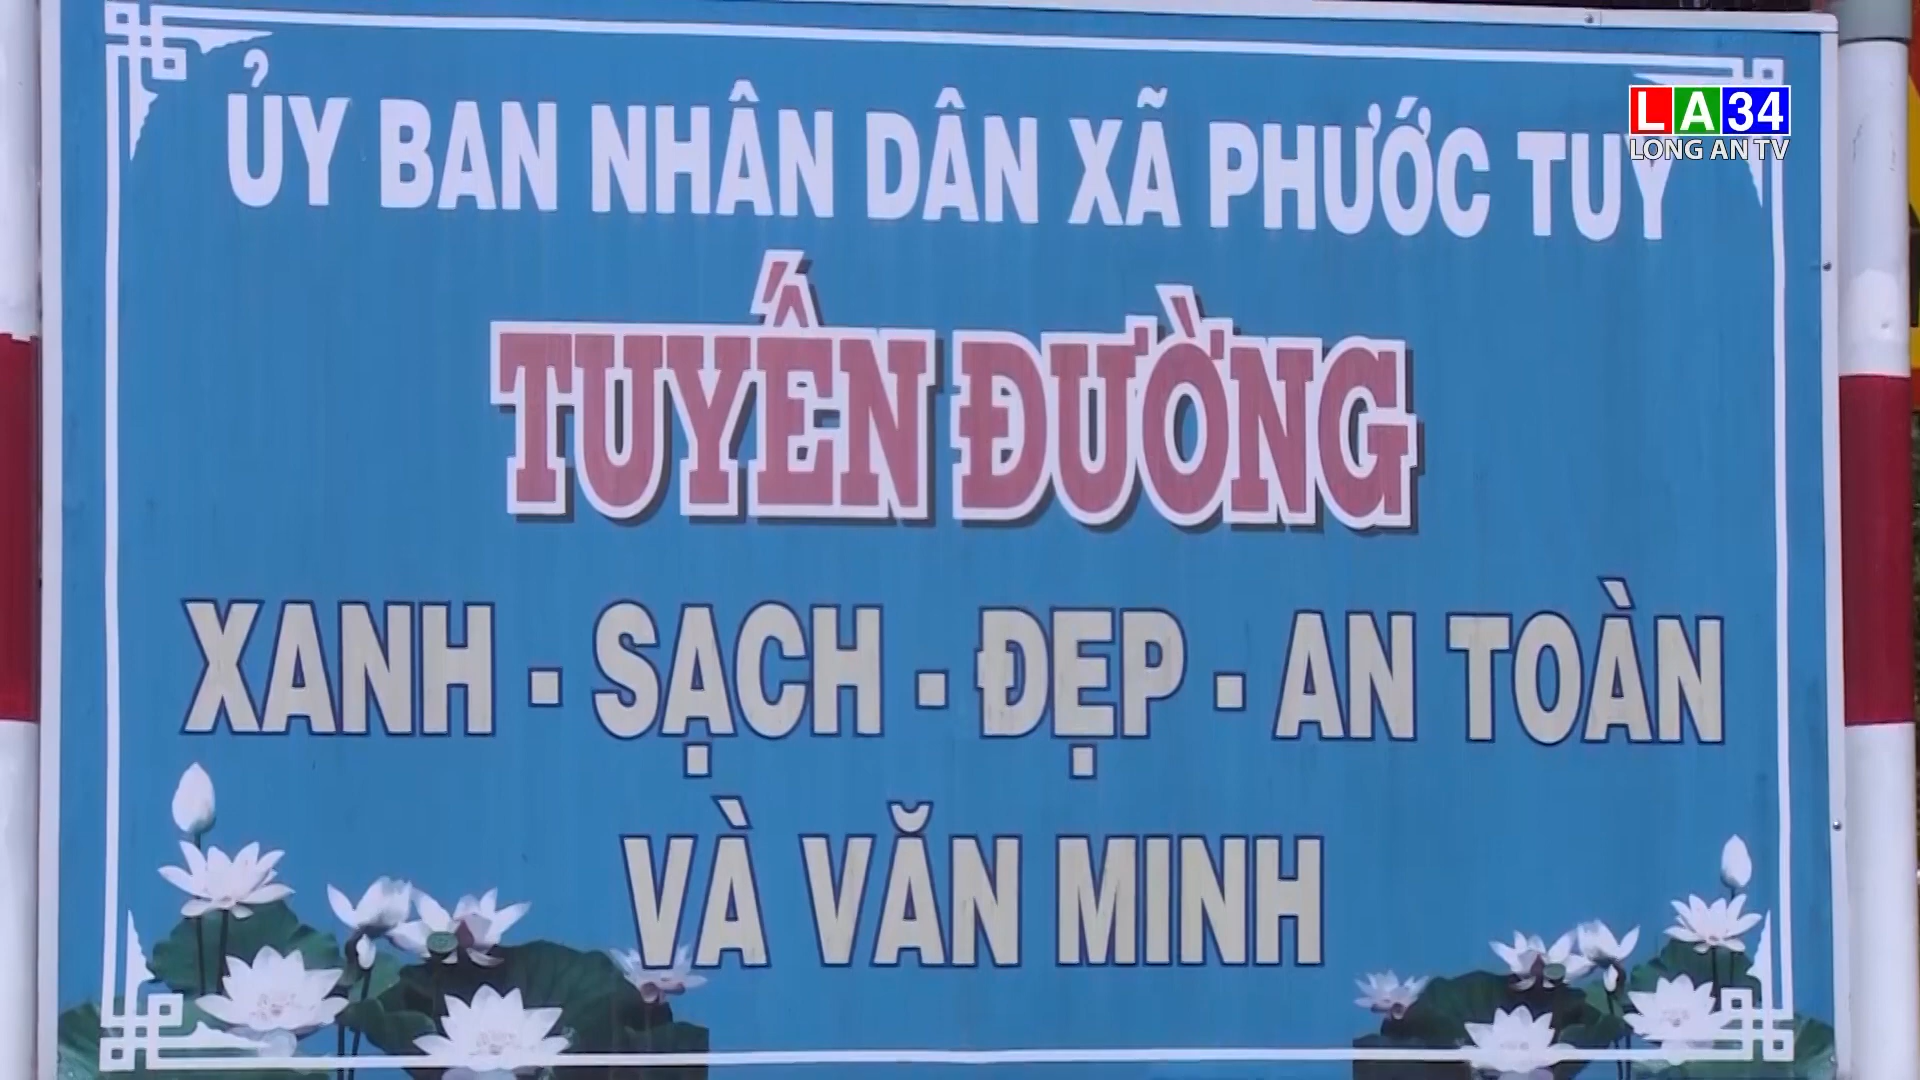 ỦY BAN NHÂN DÂN XÃ PHƯỚC TUY
LA34
LONG AN TV
TUYẾN ĐƯỜNG
XANH - SẠCH - ĐẸP - AN TOÀN
VÀ VĂN MINH